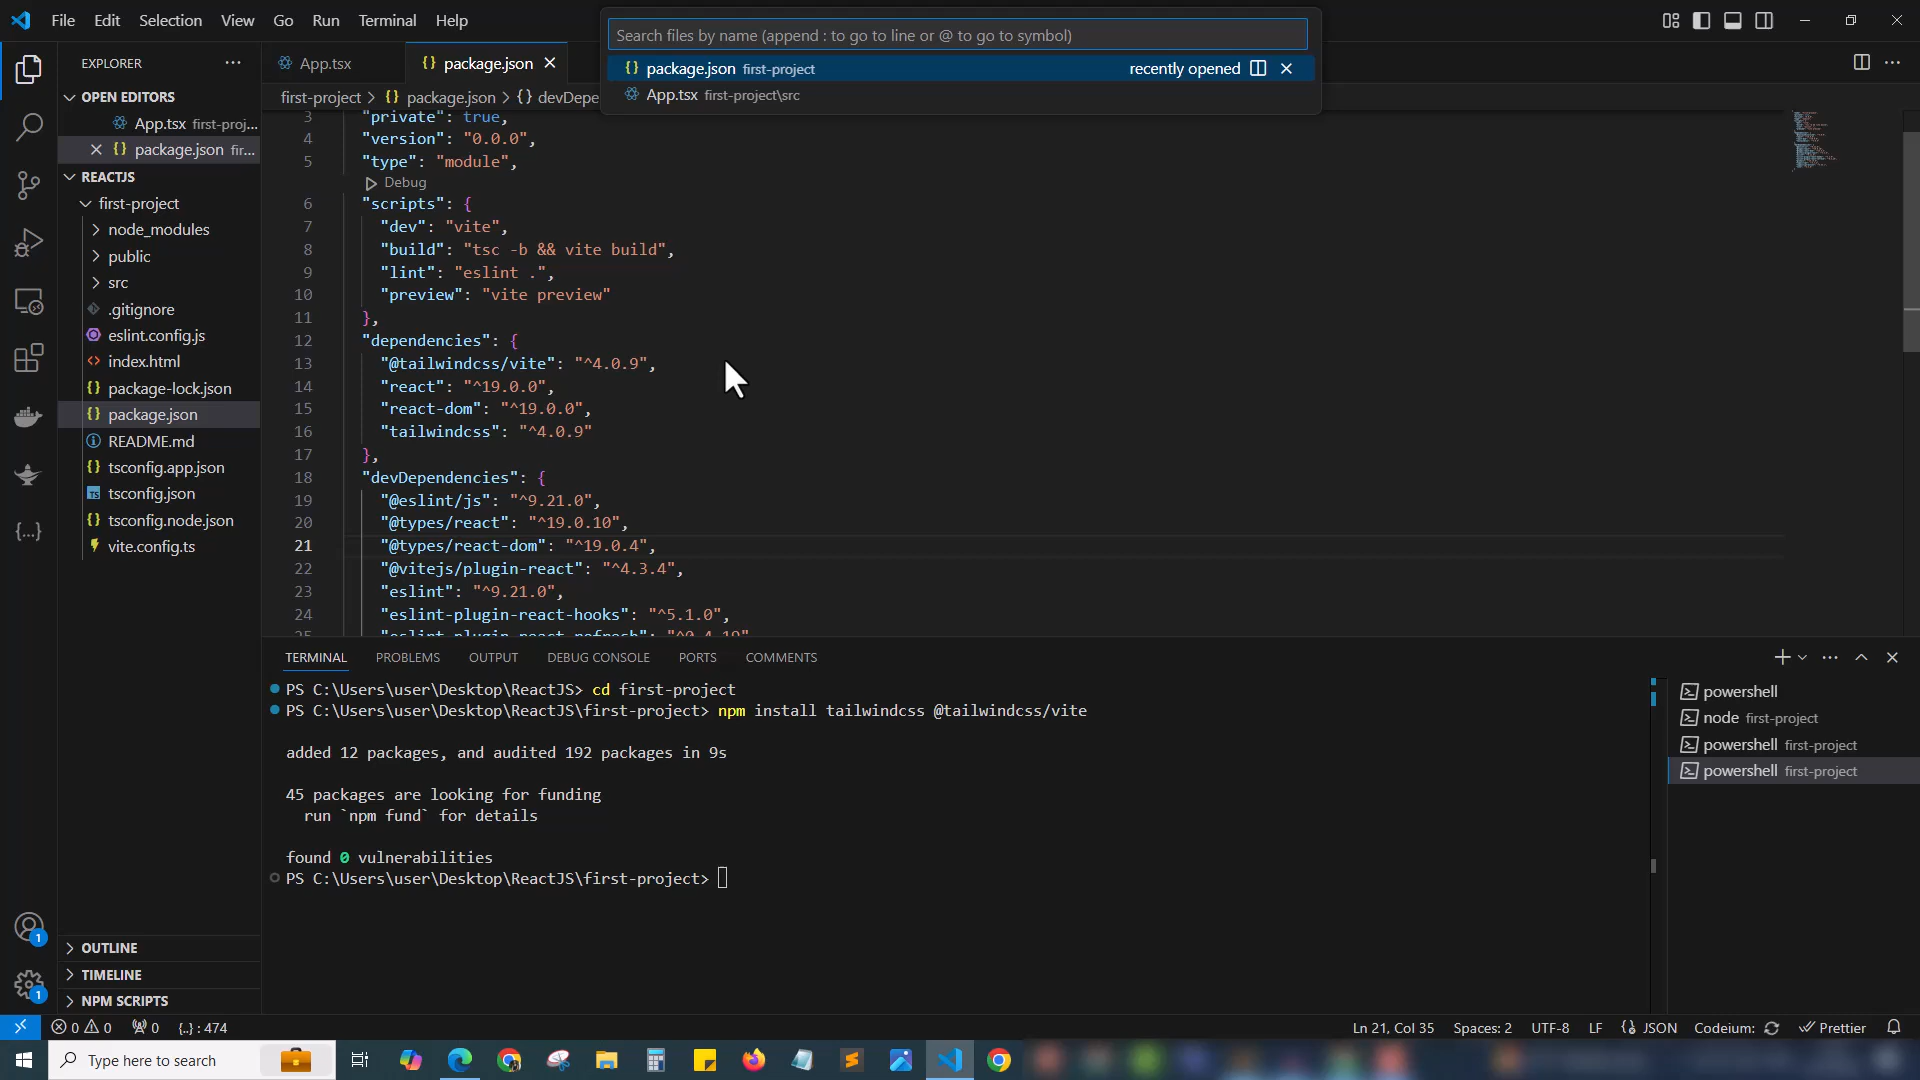 File Edit Selection View Go Run Terminal Help
Search files by name (append : to go to line or @ to go to symbol)
package.json first-project recently opened
App.tsx first-project\src
EXPLORER
OPEN EDITORS
App.tsx first-proj...
package.json fir...
REACTJS
first-project
node_modules
public
src
.gitignore
eslint.config.js
index.html
package-lock.json
package.json
README.md
tsconfig.app.json
tsconfig.json
tsconfig.node.json
vite.config.ts
OUTLINE
TIMELINE
NPM SCRIPTS
App.tsx
package.json
first-project > {} package.json > {} devDepe
3 "private": true,
4 "version": "0.0.0",
5 "type": "module",
Debug
6 "scripts": {
7 "dev": "vite",
8 "build": "tsc -b && vite build",
9 "lint": "eslint .",
10 "preview": "vite preview"
11 },
12 "dependencies": {
13 "@tailwindcss/vite": "^4.0.9",
14 "react": "^19.0.0",
15 "react-dom": "^19.0.0",
16 "tailwindcss": "^4.0.9"
17 },
18 "devDependencies": {
19 "@eslint/js": "^9.21.0",
20 "@types/react": "^19.0.10",
21 "@types/react-dom": "^19.0.4",
22 "@vitejs/plugin-react": "^4.3.4",
23 "eslint": "^9.21.0",
24 "eslint-plugin-react-hooks": "^5.1.0",
25 "eslint-plugin-react-refresh": "^0.4.19"
TERMINAL PROBLEMS OUTPUT DEBUG CONSOLE PORTS COMMENTS
PS C:\Users\user\Desktop\ReactJS> cd first-project
PS C:\Users\user\Desktop\ReactJS\first-project> npm install tailwindcss @tailwindcss/vite
added 12 packages, and audited 192 packages in 9s
45 packages are looking for funding
run `npm fund` for details
found 0 vulnerabilities
PS C:\Users\user\Desktop\ReactJS\first-project>
powershell
node first-project
powershell first-project
powershell first-project
1
1
0 0 0 {..} : 474
Ln 21, Col 35 Spaces: 2 UTF-8 LF {} JSON Codeium: Prettier
Type here to search